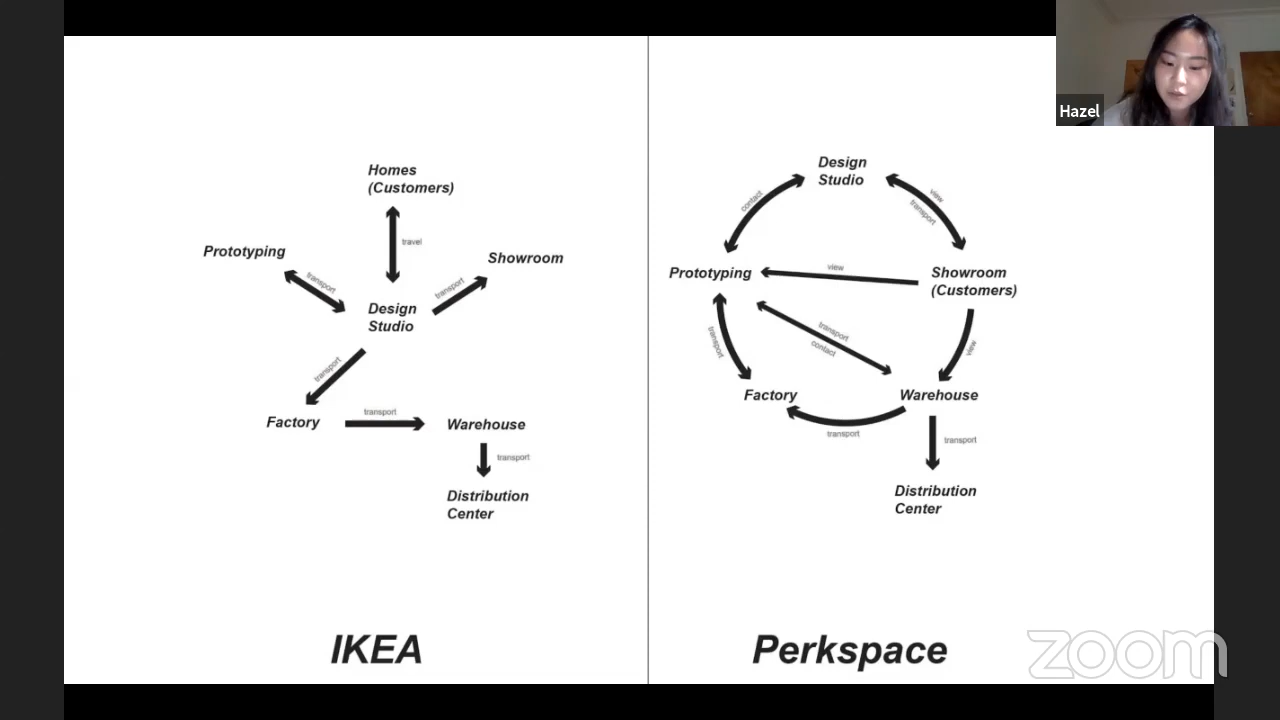 Hazel
Homes
(Customers)
travel
Prototyping
transport
Showroom
transport
Design
Studio
transport
Factory
transport
Warehouse
transport
Distribution
Center
IKEA
Design
Studio
contact
view
transport
Prototyping
view
Showroom
(Customers)
transport
transport
contact
view
Factory
Warehouse
transport
transport
Distribution
Center
Perkspace
zoom